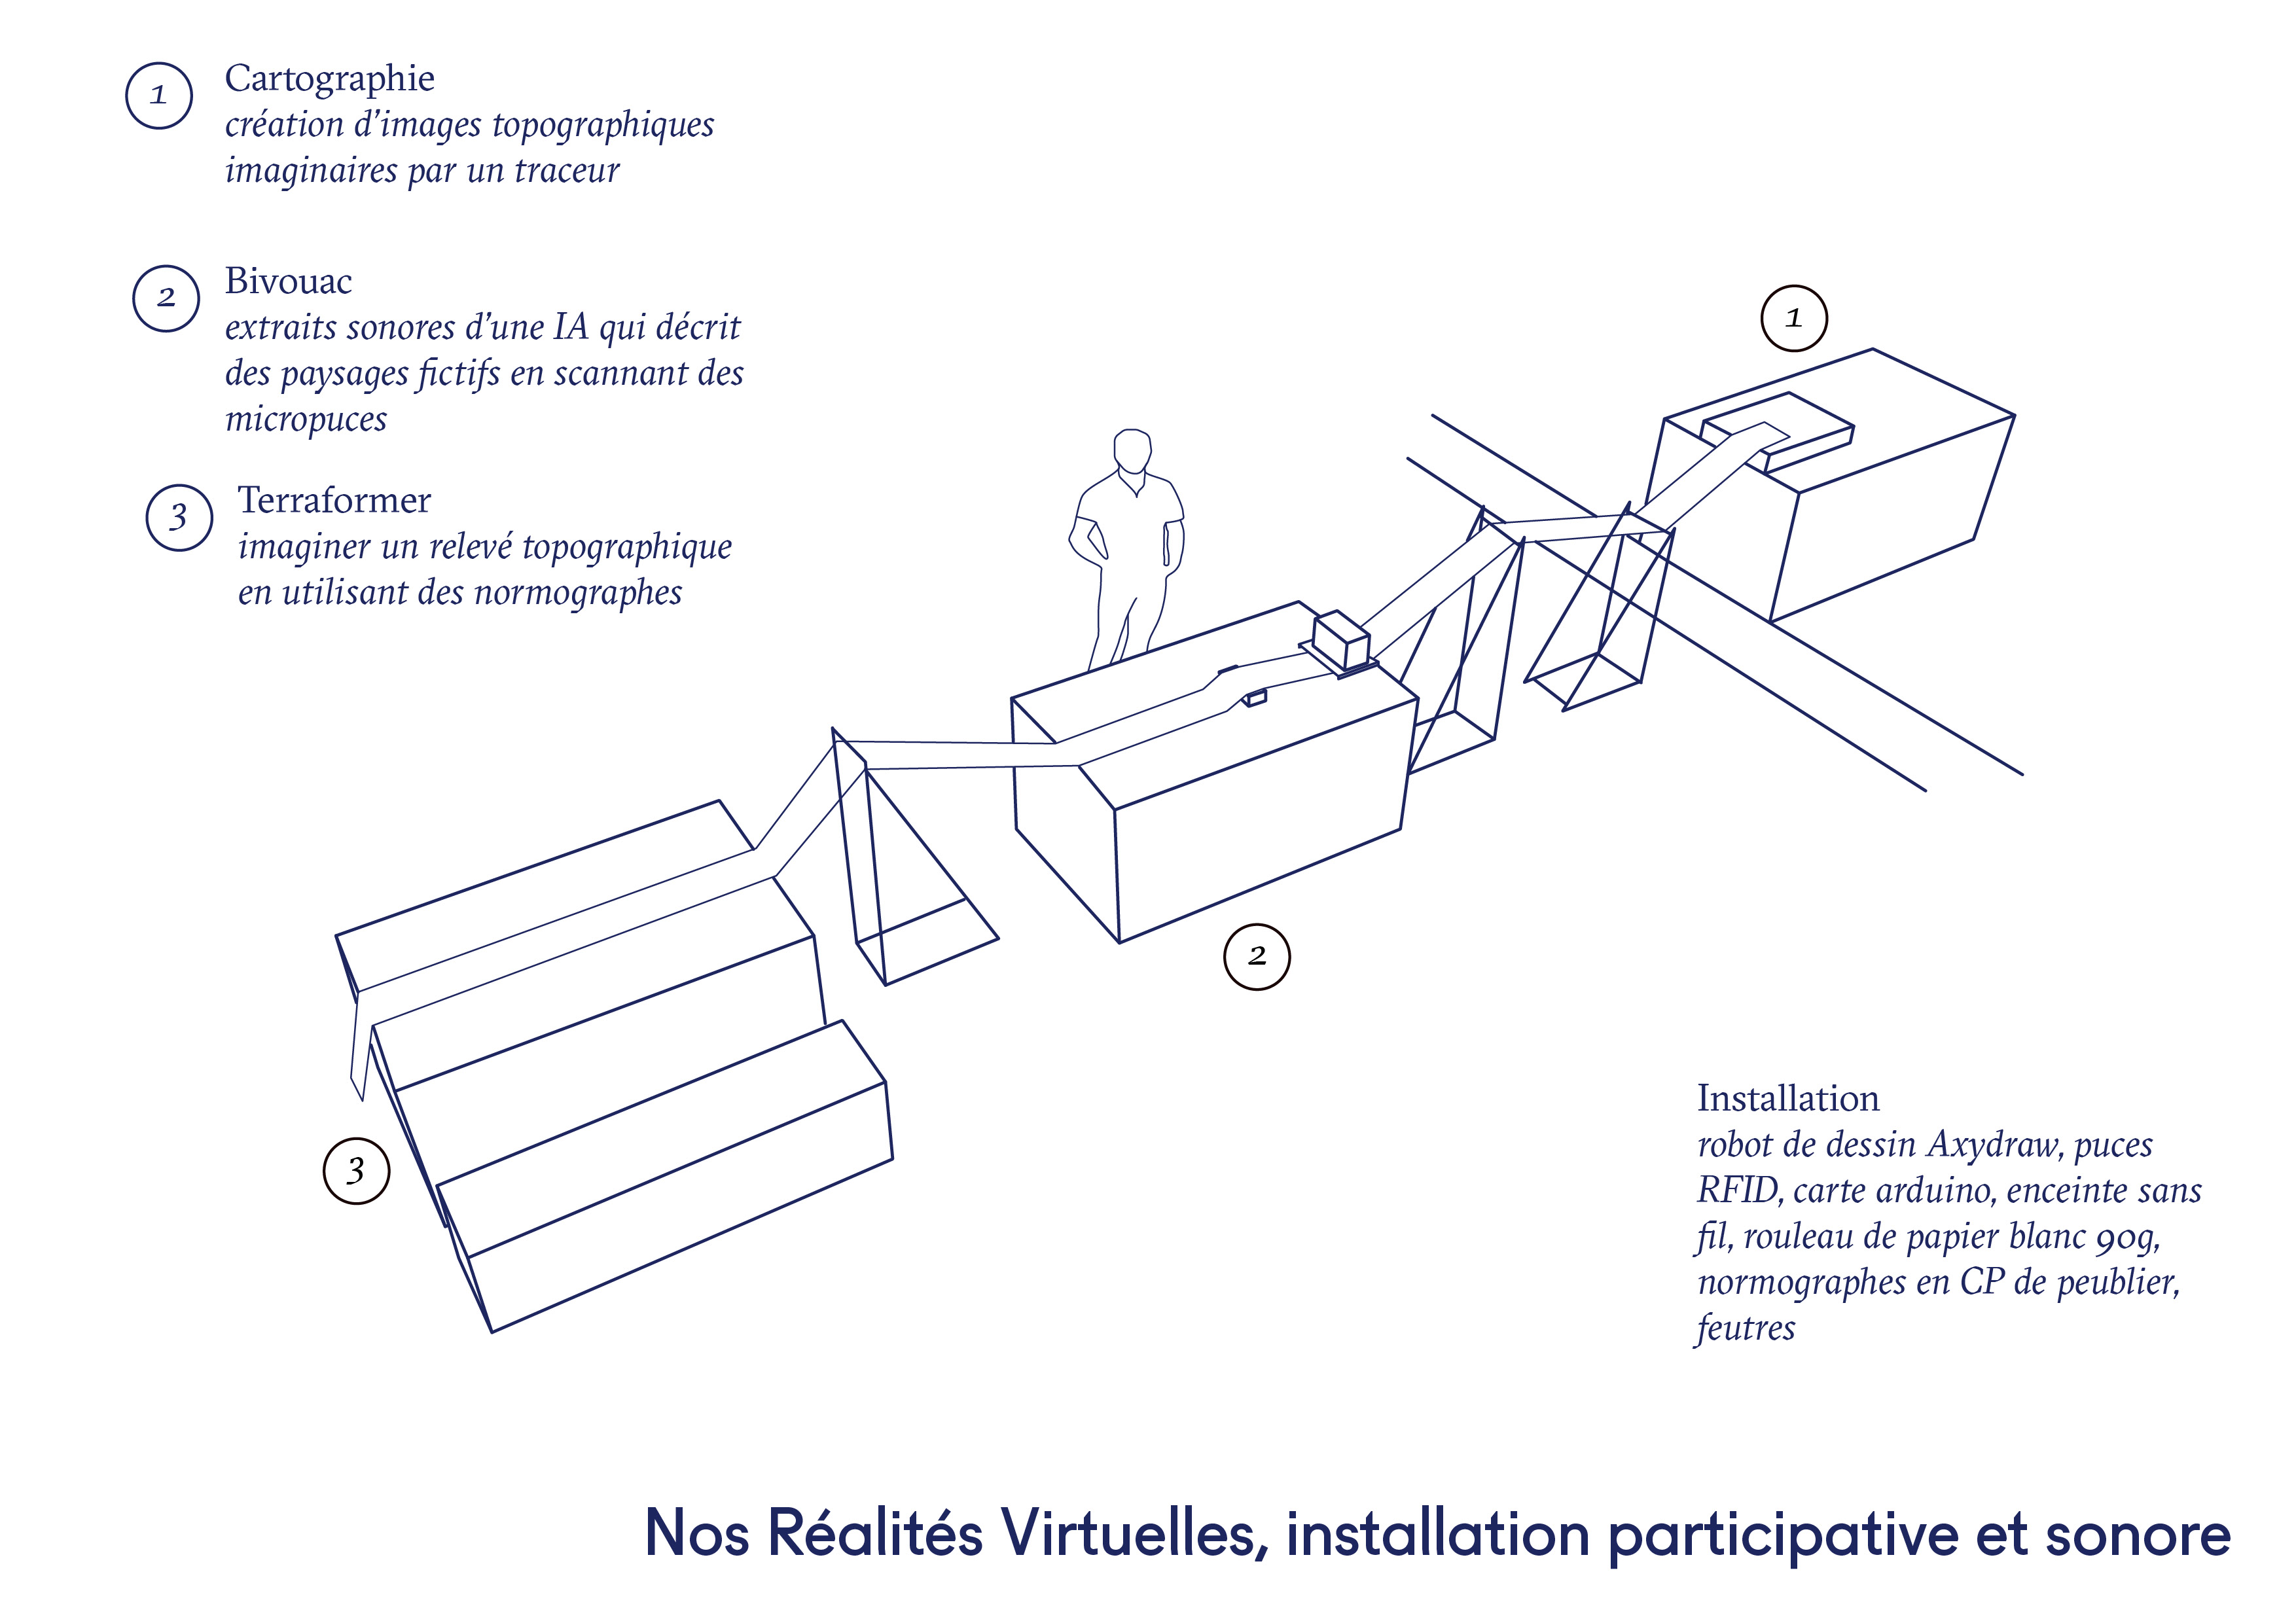 1
Cartographie
création d’images topographiques
imaginaires par un traceur
2
Bivouac
extraits sonores d’une IA qui décrit
des paysages fictifs en scannant des
micropuces
3
Terraformer
imaginer un relevé topographique
en utilisant des normographes
1
2
3
Installation
robot de dessin Axydraw, puces
RFID, carte arduino, enceinte sans
fil, rouleau de papier blanc 90g,
normographes en CP de peublier,
feutres
Nos Réalités Virtuelles, installation participative et sonore